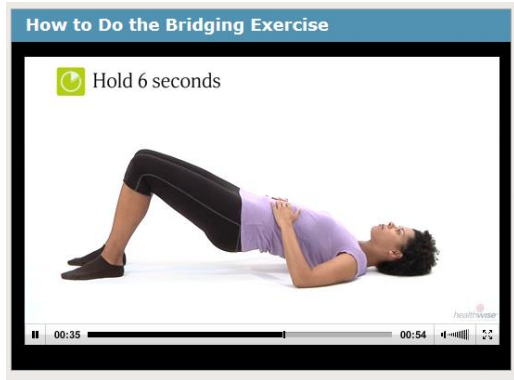 How to Do the Bridging Exercise
Hold 6 seconds
healthwise
00:35
00:54